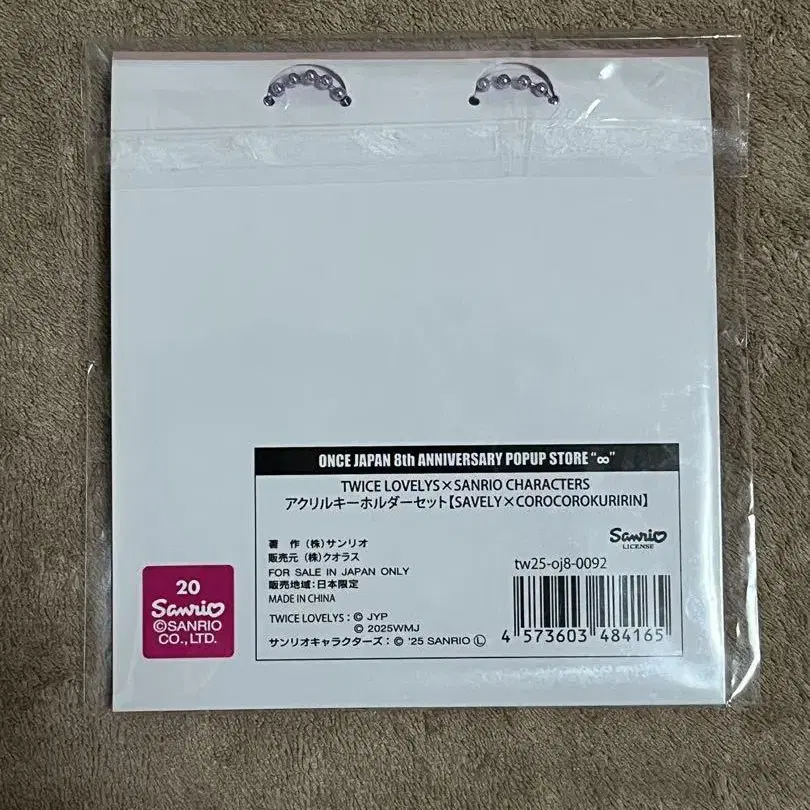 ONCE JAPAN 8th ANNIVERSARY POPUP STORE “∞”
TWICE LOVELYS×SANRIO CHARACTERS
アクリルキーホルダーセット【SAVELY×COROCOROKURIRIN】
著　作（株）サンリオ
販売元（株）クオラス
FOR SALE IN JAPAN ONLY
販売地域：日本限定
MADE IN CHINA
TWICE LOVELYS：© JYP
© 2025WMJ
サンリオキャラクターズ：© '25 SANRIO Ⓛ
Sanrio
LICENSE
tw25-oj8-0092
4 573603 484165
20
Sanrio
©SANRIO
CO., LTD.